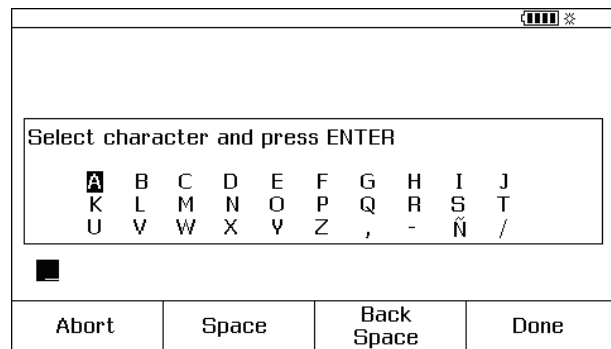 Select character and press ENTER
A B C D E F G H I J
K L M N O P Q R S T
U V W X Y Z , - Ñ /
_
Abort Space Back Space Done